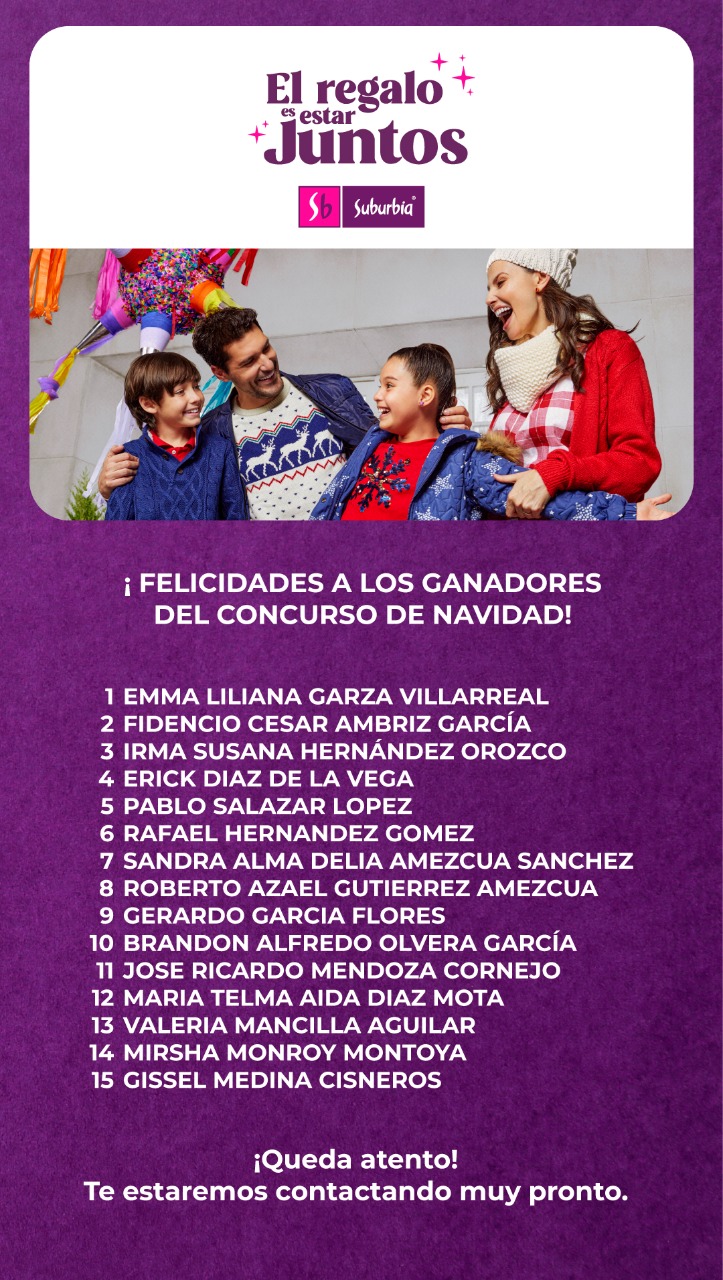 El regalo
es estar
Juntos
Sb Suburbia®
¡ FELICIDADES A LOS GANADORES
DEL CONCURSO DE NAVIDAD!
1 EMMA LILIANA GARZA VILLARREAL
2 FIDENCIO CESAR AMBRIZ GARCÍA
3 IRMA SUSANA HERNÁNDEZ OROZCO
4 ERICK DIAZ DE LA VEGA
5 PABLO SALAZAR LOPEZ
6 RAFAEL HERNANDEZ GOMEZ
7 SANDRA ALMA DELIA AMEZCUA SANCHEZ
8 ROBERTO AZAEL GUTIERREZ AMEZCUA
9 GERARDO GARCIA FLORES
10 BRANDON ALFREDO OLVERA GARCÍA
11 JOSE RICARDO MENDOZA CORNEJO
12 MARIA TELMA AIDA DIAZ MOTA
13 VALERIA MANCILLA AGUILAR
14 MIRSHA MONROY MONTOYA
15 GISSEL MEDINA CISNEROS
¡Queda atento!
Te estaremos contactando muy pronto.